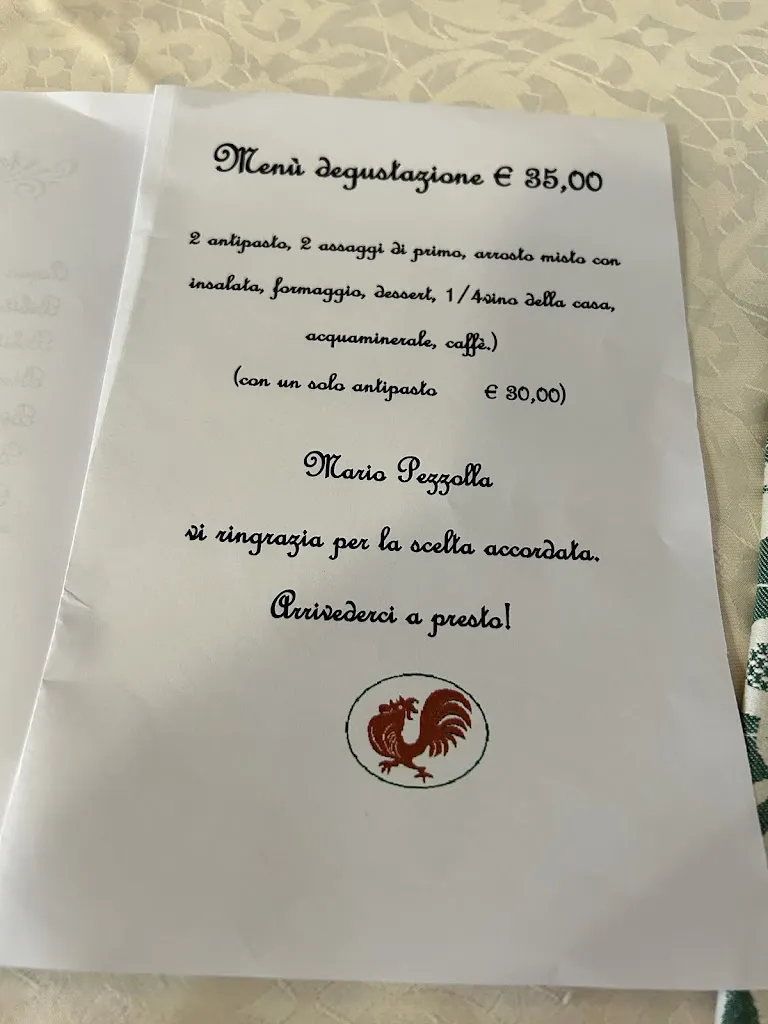 Menù degustazione € 35,00
2 antipasto, 2 assaggi di primo, arrosto misto con
insalata, formaggio, dessert, 1/4vino della casa,
acquaminerale, caffè.)
(con un solo antipasto € 30,00)
Mario Pezzolla
vi ringrazia per la scelta accordata.
Arrivederci a presto!